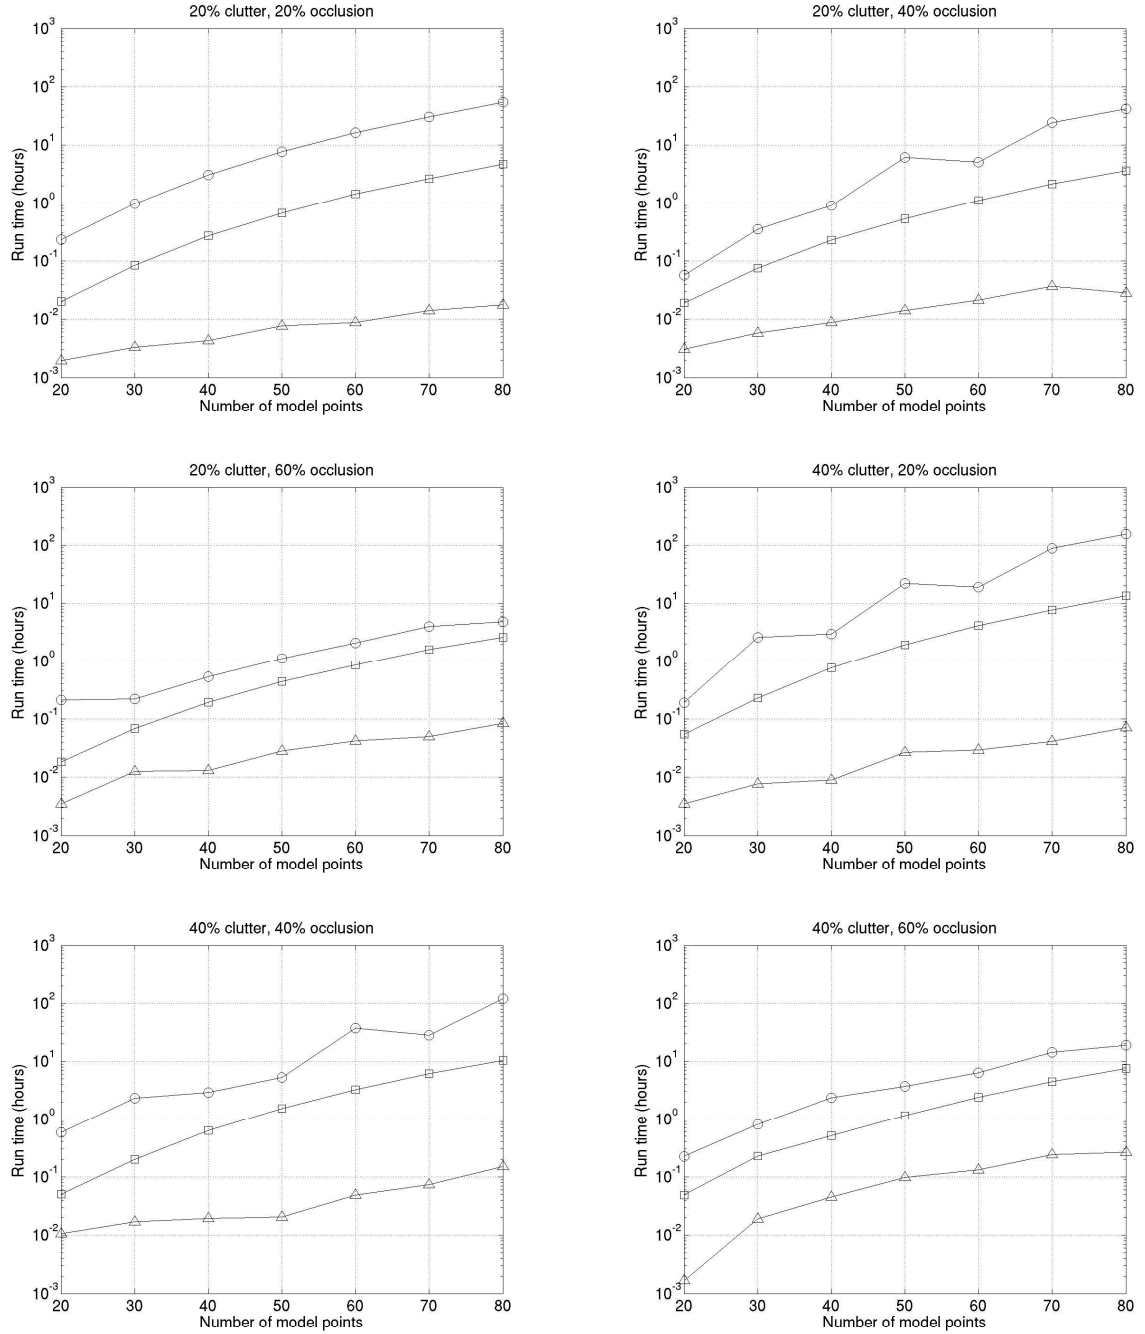 20% clutter, 20% occlusion
10^3
10^2
10^1
10^0
10^-1
10^-2
10^-3
Run time (hours)
20 30 40 50 60 70 80
Number of model points
20% clutter, 40% occlusion
10^3
10^2
10^1
10^0
10^-1
10^-2
10^-3
Run time (hours)
20 30 40 50 60 70 80
Number of model points
20% clutter, 60% occlusion
10^3
10^2
10^1
10^0
10^-1
10^-2
10^-3
Run time (hours)
20 30 40 50 60 70 80
Number of model points
40% clutter, 20% occlusion
10^3
10^2
10^1
10^0
10^-1
10^-2
10^-3
Run time (hours)
20 30 40 50 60 70 80
Number of model points
40% clutter, 40% occlusion
10^3
10^2
10^1
10^0
10^-1
10^-2
10^-3
Run time (hours)
20 30 40 50 60 70 80
Number of model points
40% clutter, 60% occlusion
10^3
10^2
10^1
10^0
10^-1
10^-2
10^-3
Run time (hours)
20 30 40 50 60 70 80
Number of model points